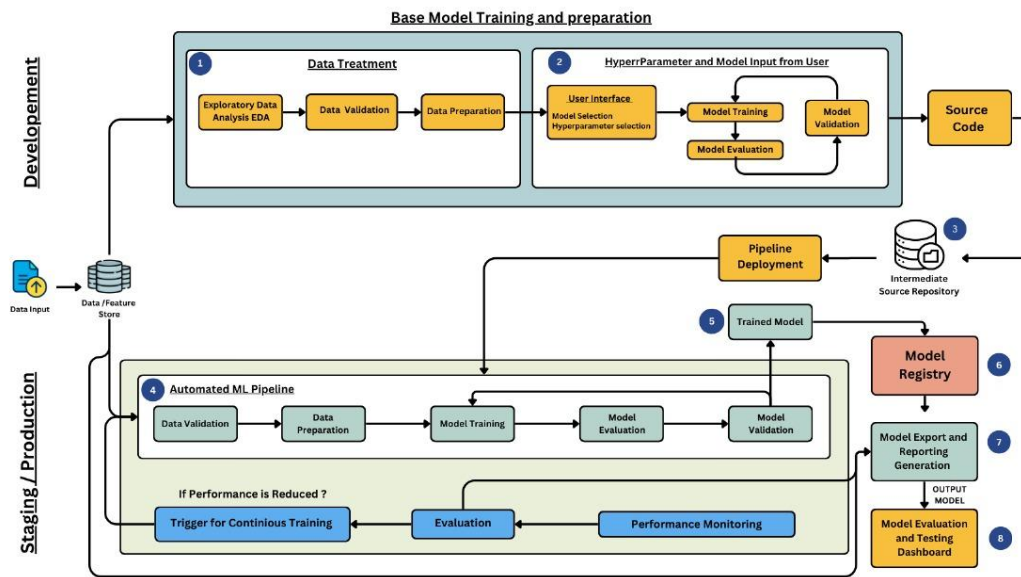 Base Model Training and preparation
Developement
1
Data Treatment
Exploratory Data
Analysis EDA
Data Validation
Data Preparation
2
HyperrParameter and Model Input from User
User Interface
Model Selection
Hyperparameter selection
Model Training
Model Evaluation
Model
Validation
Source
Code
Data Input
Data /Feature
Store
Pipeline
Deployment
3
Intermediate
Source Repository
Staging / Production
4
Automated ML Pipeline
Data Validation
Data
Preparation
Model Training
Model
Evaluation
Model
Validation
5
Trained Model
Model
Registry
6
Model Export and
Reporting
Generation
7
OUTPUT
MODEL
Model Evaluation
and Testing
Dashboard
8
If Performance is Reduced ?
Trigger for Continious Training
Evaluation
Performance Monitoring